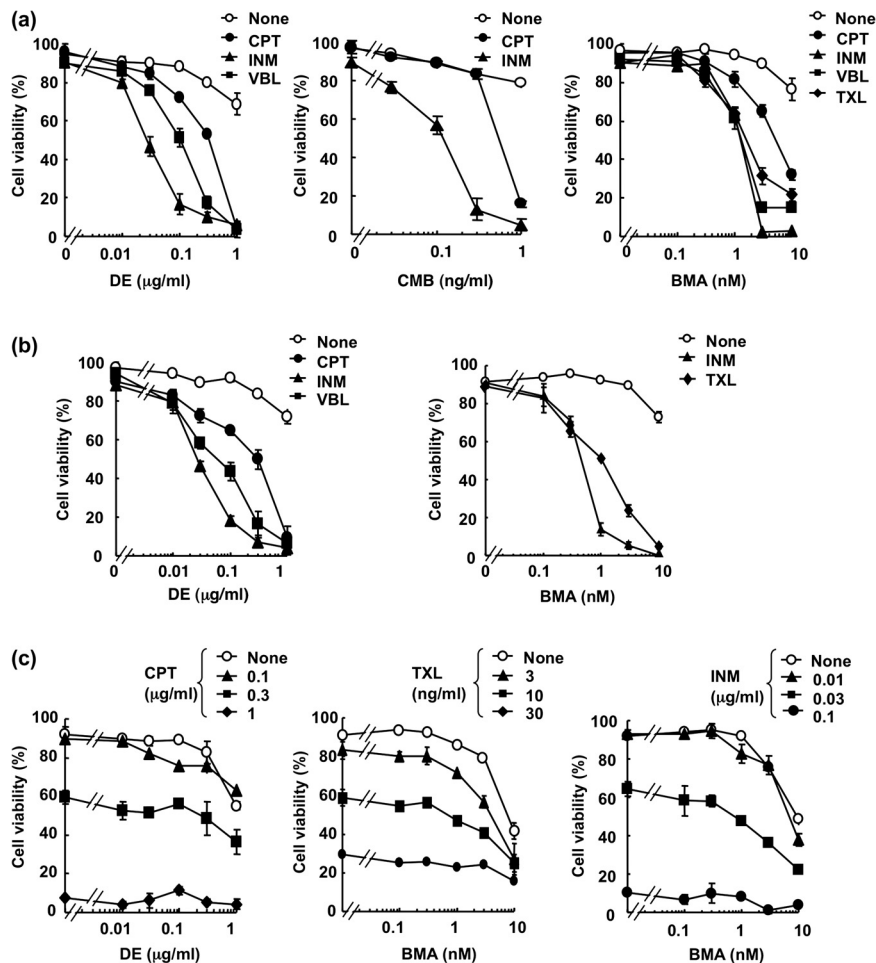 (a)
None
CPT
INM
VBL
Cell viability (%)
100
80
60
40
20
0
0
0.01
0.1
1
DE (μg/ml)
None
CPT
INM
Cell viability (%)
100
80
60
40
20
0
0
0.1
1
CMB (ng/ml)
None
CPT
INM
VBL
TXL
Cell viability (%)
100
80
60
40
20
0
0
0.1
1
10
BMA (nM)
(b)
None
CPT
INM
VBL
Cell viability (%)
100
80
60
40
20
0
0
0.01
0.1
1
DE (μg/ml)
None
INM
TXL
Cell viability (%)
100
80
60
40
20
0
0
0.1
1
10
BMA (nM)
(c)
CPT
(μg/ml)
None
0.1
0.3
1
Cell viability (%)
100
80
60
40
20
0
0.01
0.1
1
DE (μg/ml)
TXL
(ng/ml)
None
3
10
30
Cell viability (%)
100
80
60
40
20
0
0.1
1
10
BMA (nM)
INM
(μg/ml)
None
0.01
0.03
0.1
Cell viability (%)
100
80
60
40
20
0
0.1
1
10
BMA (nM)